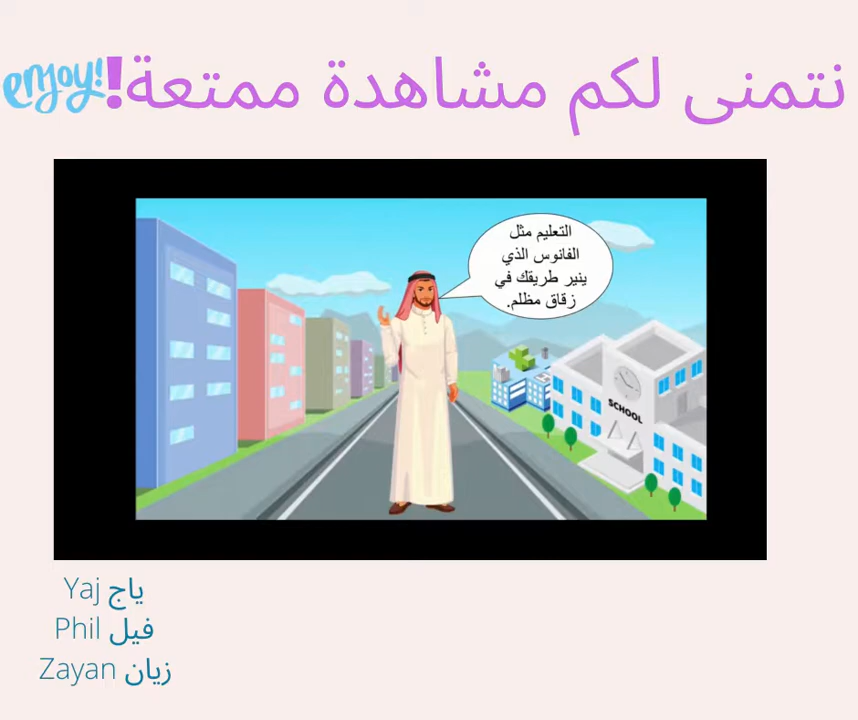 نتمنى لكم مشاهدة ممتعة!
enjoy!
التعليم مثل
الفانوس الذي
ينير طريقك في
زقاق مظلم.
SCHOOL
ياج Yaj
فيل Phil
زيان Zayan